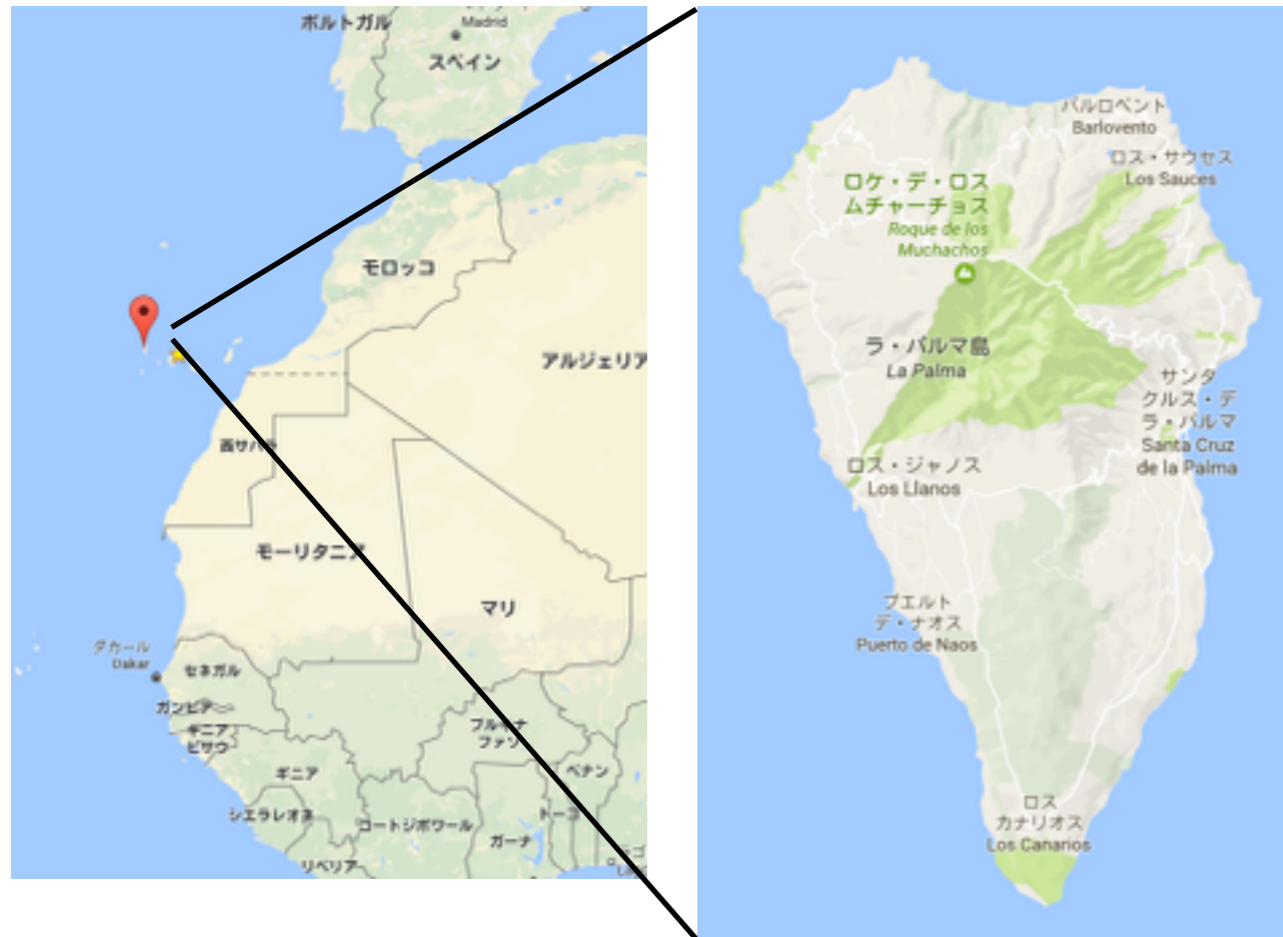 ポルトガル
Madrid
スペイン
モロッコ
アルジェリア
西サハラ
モーリタニア
マリ
ダカール
Dakar
セネガル
ガンビア
ギニア
ビサウ
ブルキナ
ファソ
ギニア
ベナン
シエラレオネ
コートジボワール
トーゴ
ガーナ
リベリア
バルロベント
Barlovento
ロス・サウセス
Los Sauces
ロケ・デ・ロス
ムチャーチョス
Roque de los
Muchachos
ラ・パルマ島
La Palma
サンタ
クルス・デ
ラ・パルマ
Santa Cruz
de la Palma
ロス・ジャノス
Los Llanos
プエルト
デ・ナオス
Puerto de Naos
ロス
カナリオス
Los Canarios